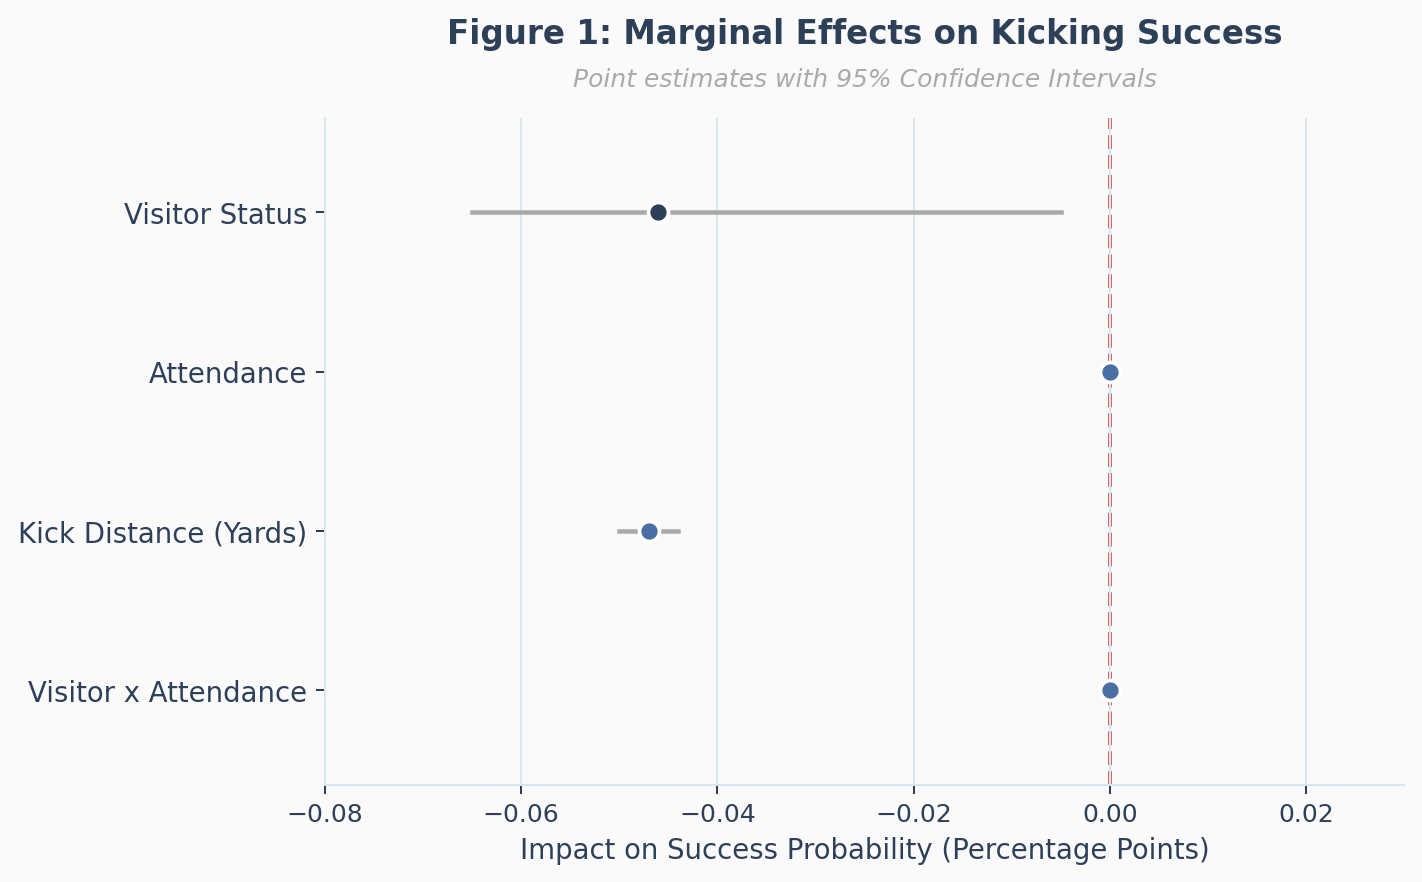 Figure 1: Marginal Effects on Kicking Success
Point estimates with 95% Confidence Intervals
Visitor Status
Attendance
Kick Distance (Yards)
Visitor x Attendance
−0.08 −0.06 −0.04 −0.02 0.00 0.02
Impact on Success Probability (Percentage Points)